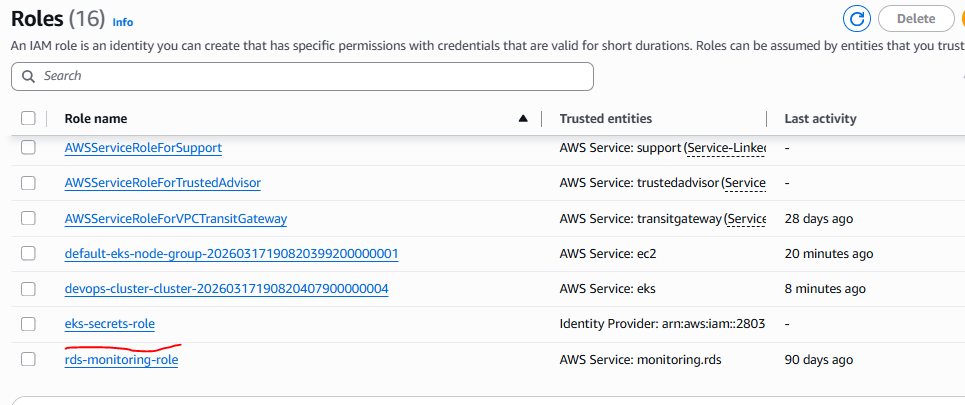 Roles (16) Info
Delete
An IAM role is an identity you can create that has specific permissions with credentials that are valid for short durations. Roles can be assumed by entities that you trust
Search
Role name Trusted entities Last activity
AWSServiceRoleForSupport AWS Service: support (Service-Linked -
AWSServiceRoleForTrustedAdvisor AWS Service: trustedadvisor (Service -
AWSServiceRoleForVPCTransitGateway AWS Service: transitgateway (Service 28 days ago
default-eks-node-group-20260317190820399200000001 AWS Service: ec2 20 minutes ago
devops-cluster-cluster-20260317190820407900000004 AWS Service: eks 8 minutes ago
eks-secrets-role Identity Provider: arn:aws:iam::2803 -
rds-monitoring-role AWS Service: monitoring.rds 90 days ago